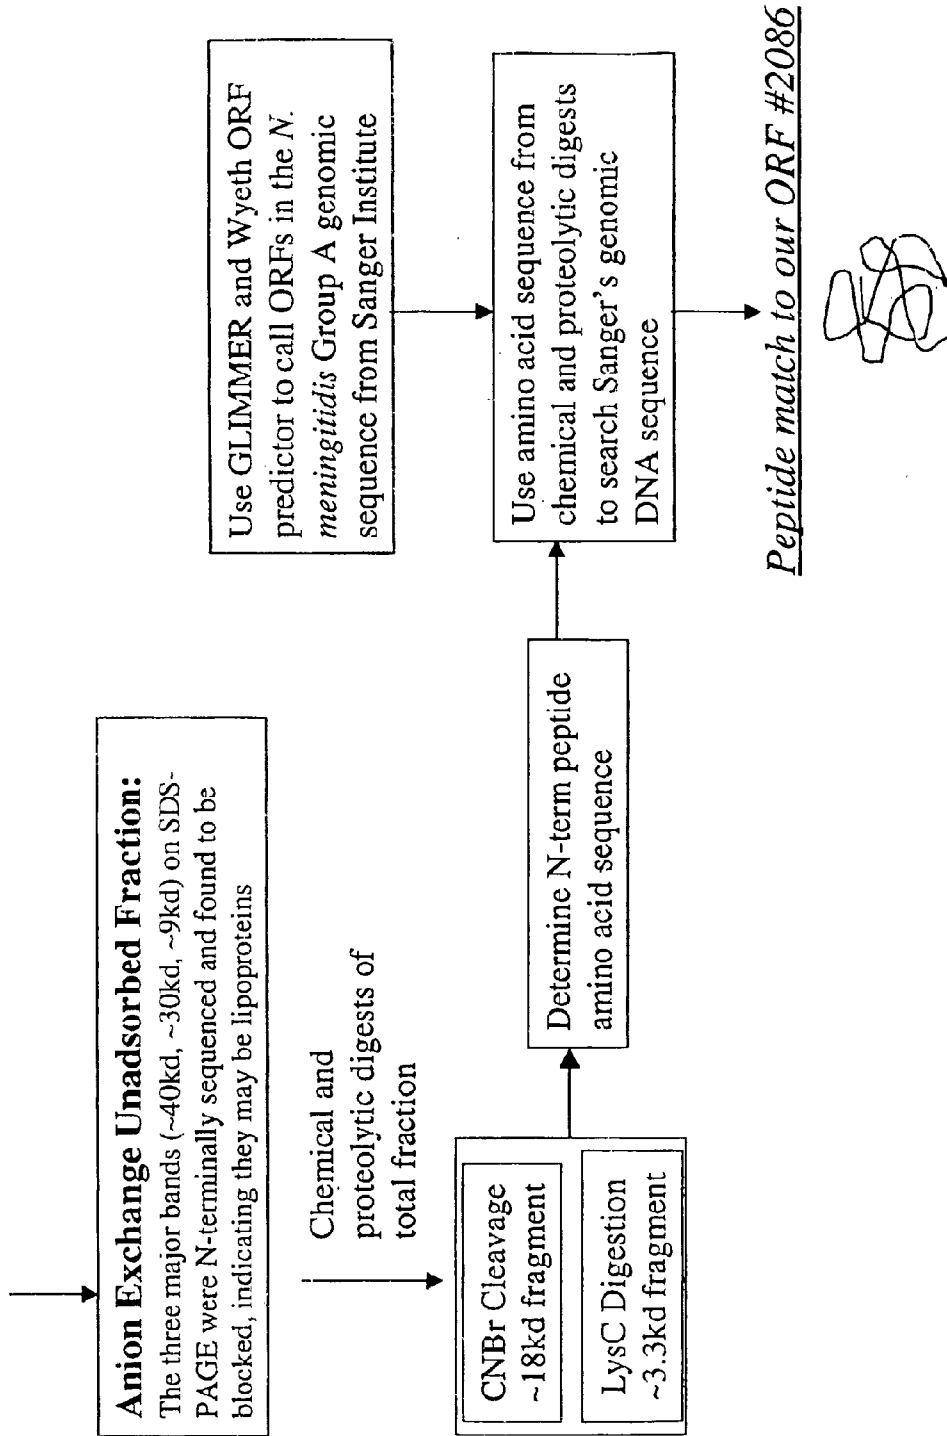 Anion Exchange Unadsorbed Fraction:
The three major bands (~40kd, ~30kd, ~9kd) on SDS-
PAGE were N-terminally sequenced and found to be
blocked, indicating they may be lipoproteins
Chemical and
proteolytic digests of
total fraction
CNBr Cleavage
~18kd fragment
LysC Digestion
~3.3kd fragment
Determine N-term peptide
amino acid sequence
Use GLIMMER and Wyeth ORF
predictor to call ORFs in the N.
meningitidis Group A genomic
sequence from Sanger Institute
Use amino acid sequence from
chemical and proteolytic digests
to search Sanger's genomic
DNA sequence
Peptide match to our ORF #2086